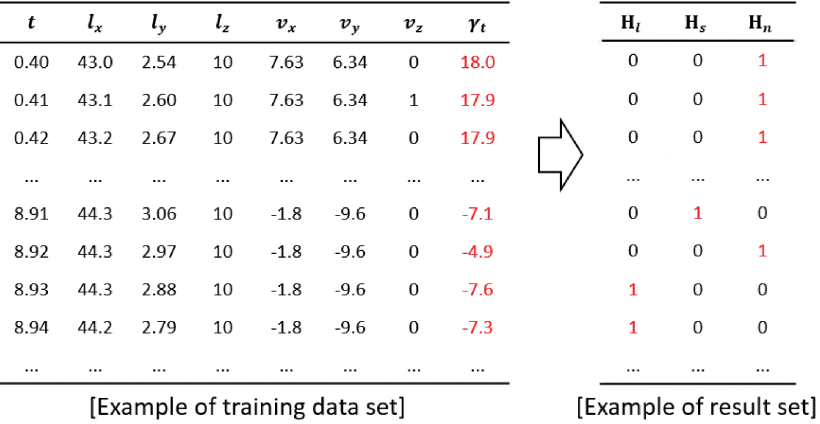 t l_x l_y l_z v_x v_y v_z γ_t H_l H_s H_n
0.40 43.0 2.54 10 7.63 6.34 0 18.0 0 0 1
0.41 43.1 2.60 10 7.63 6.34 1 17.9 0 0 1
0.42 43.2 2.67 10 7.63 6.34 0 17.9 0 0 1
... ... ... ... ... ... ... ... ... ... ...
8.91 44.3 3.06 10 -1.8 -9.6 0 -7.1 0 1 0
8.92 44.3 2.97 10 -1.8 -9.6 0 -4.9 0 0 1
8.93 44.3 2.88 10 -1.8 -9.6 0 -7.6 1 0 0
8.94 44.2 2.79 10 -1.8 -9.6 0 -7.3 1 0 0
... ... ... ... ... ... ... ... ... ... ...
[Example of training data set] [Example of result set]